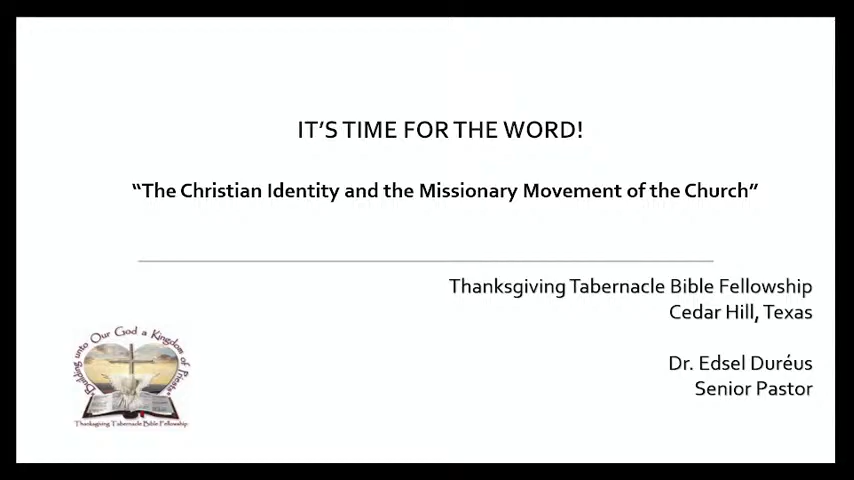 IT'S TIME FOR THE WORD!
“The Christian Identity and the Missionary Movement of the Church”
Thanksgiving Tabernacle Bible Fellowship
Cedar Hill, Texas
Dr. Edsel Duréus
Senior Pastor
"Building unto Our God a Kingdom of Priests"
Thanksgiving Tabernacle Bible Fellowship